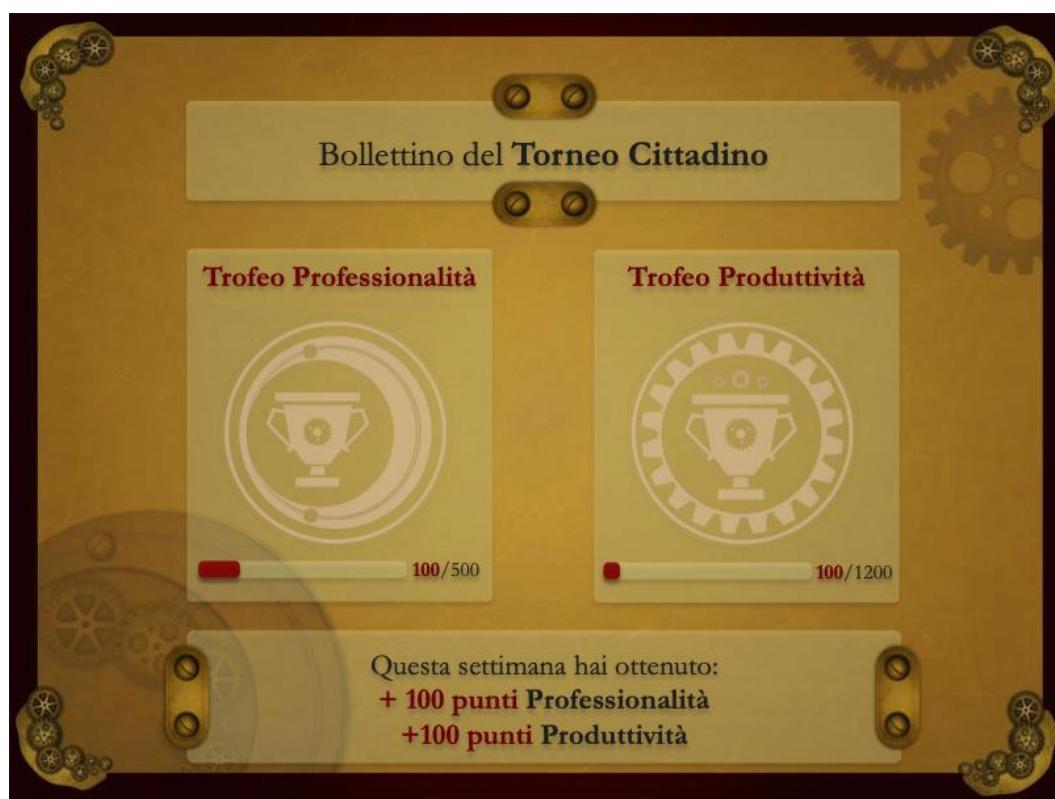 Bollettino del Torneo Cittadino
Trofeo Professionalità
Trofeo Produttività
100/500
100/1200
Questa settimana hai ottenuto:
+ 100 punti Professionalità
+100 punti Produttività